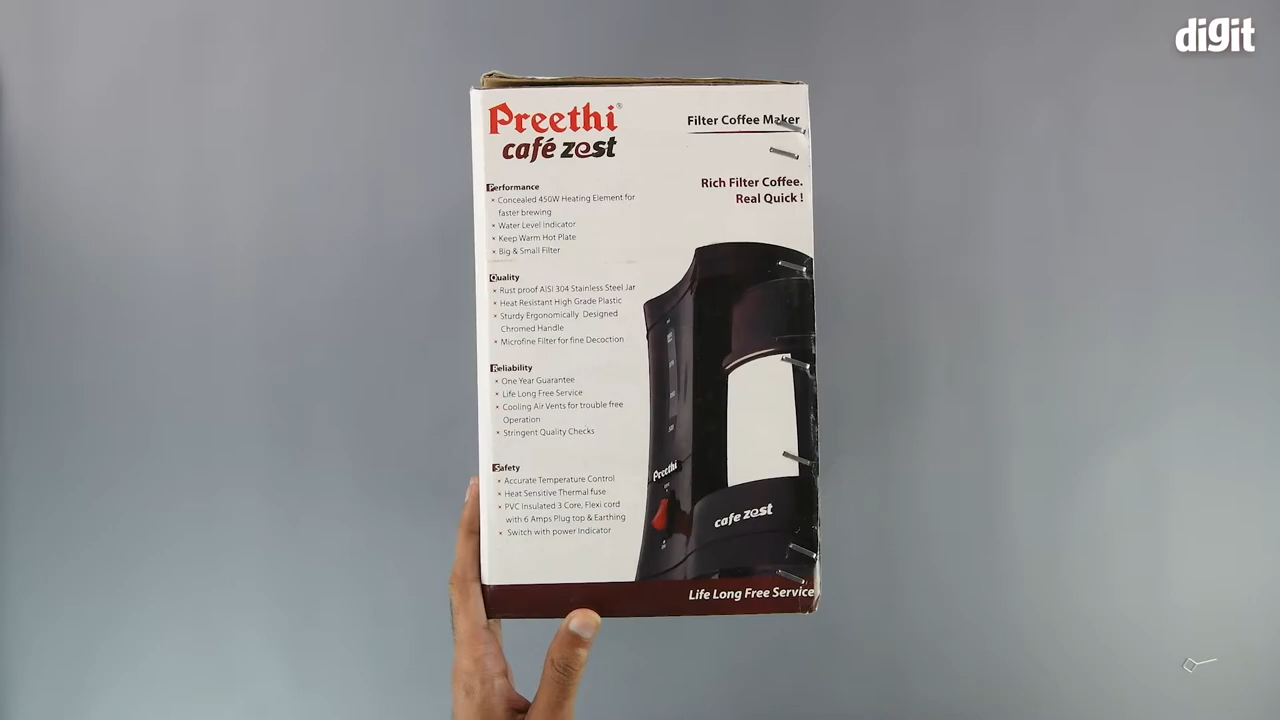 digit
Preethi®
café zest
Filter Coffee Maker
Rich Filter Coffee.
Real Quick !
Performance
× Concealed 450W Heating Element for
faster brewing
× Water Level Indicator
× Keep Warm Hot Plate
× Big & Small Filter
Quality
× Rust proof AISI 304 Stainless Steel Jar
× Heat Resistant High Grade Plastic
× Sturdy Ergonomically Designed
Chromed Handle
× Microfine Filter for fine Decoction
Reliability
× One Year Guarantee
× Life Long Free Service
× Cooling Air Vents for trouble free
Operation
× Stringent Quality Checks
Safety
× Accurate Temperature Control
× Heat Sensitive Thermal fuse
× PVC Insulated 3 Core, Flexi cord
with 6 Amps Plug top & Earthing
× Switch with power Indicator
Preethi
cafe zest
Life Long Free Service